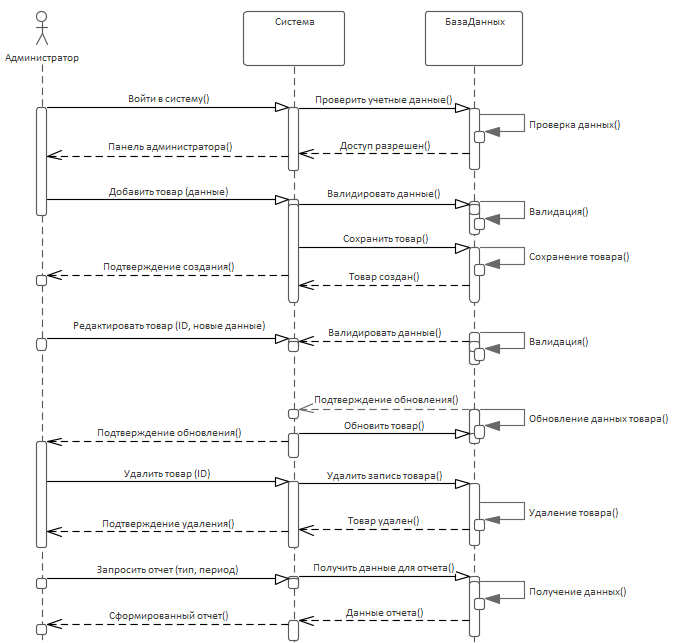 Администратор
Система
БазаДанных
Войти в систему()
Проверить учетные данные()
Проверка данных()
Панель администратора()
Доступ разрешен()
Добавить товар (данные)
Валидировать данные()
Валидация()
Сохранить товар()
Сохранение товара()
Подтверждение создания()
Товар создан()
Редактировать товар (ID, новые данные)
Валидировать данные()
Валидация()
Подтверждение обновления()
Обновление данных товара()
Подтверждение обновления()
Обновить товар()
Удалить товар (ID)
Удалить запись товара()
Удаление товара()
Подтверждение удаления()
Товар удален()
Запросить отчет (тип, период)
Получить данные для отчета()
Получение данных()
Сформированный отчет()
Данные отчета()